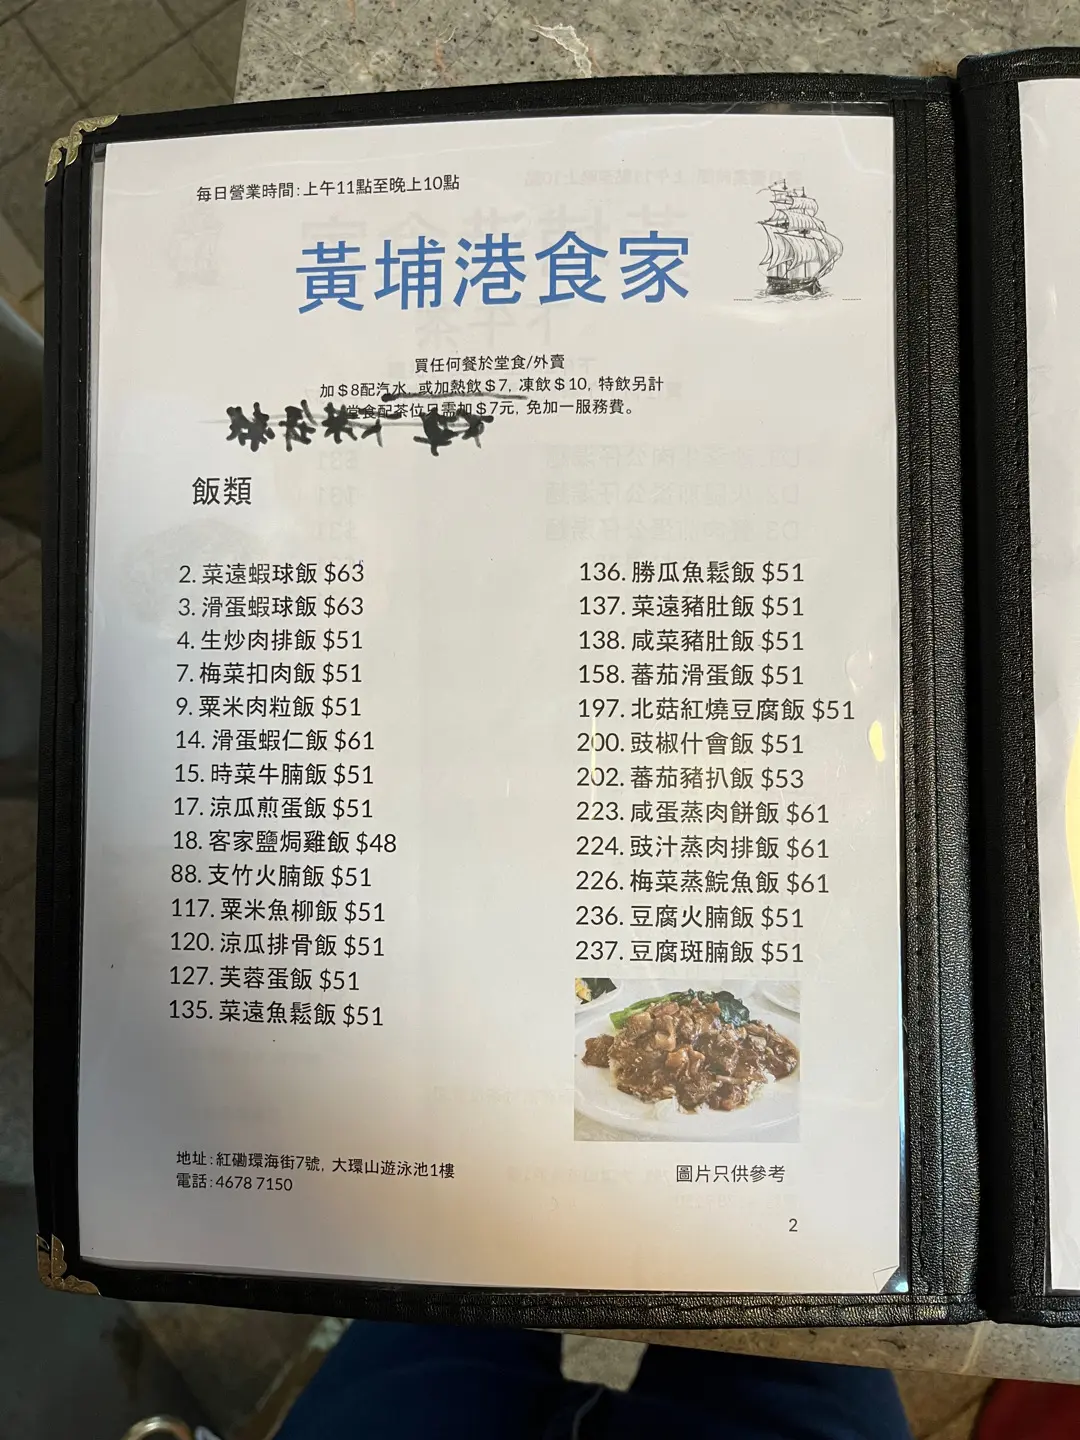 每日營業時間:上午11點至晚上10點
黃埔港食家
買任何餐於堂食/外賣
加$8配汽水, 或加熱飲$7, 凍飲$10, 特飲另計
堂食配茶位只需加$7元, 免加一服務費。
飯類
2. 菜遠蝦球飯 $63
3. 滑蛋蝦球飯 $63
4. 生炒肉排飯 $51
7. 梅菜扣肉飯 $51
9. 粟米肉粒飯 $51
14. 滑蛋蝦仁飯 $61
15. 時菜牛腩飯 $51
17. 涼瓜煎蛋飯 $51
18. 客家鹽焗雞飯 $48
88. 支竹火腩飯 $51
117. 粟米魚柳飯 $51
120. 涼瓜排骨飯 $51
127. 芙蓉蛋飯 $51
135. 菜遠魚鬆飯 $51
136. 勝瓜魚鬆飯 $51
137. 菜遠豬肚飯 $51
138. 咸菜豬肚飯 $51
158. 蕃茄滑蛋飯 $51
197. 北菇紅燒豆腐飯 $51
200. 豉椒什會飯 $51
202. 蕃茄豬扒飯 $53
223. 咸蛋蒸肉餅飯 $61
224. 豉汁蒸肉排飯 $61
226. 梅菜蒸鯇魚飯 $61
236. 豆腐火腩飯 $51
237. 豆腐斑腩飯 $51
地址:紅磡環海街7號, 大環山遊泳池1樓
電話:4678 7150
圖片只供參考
2